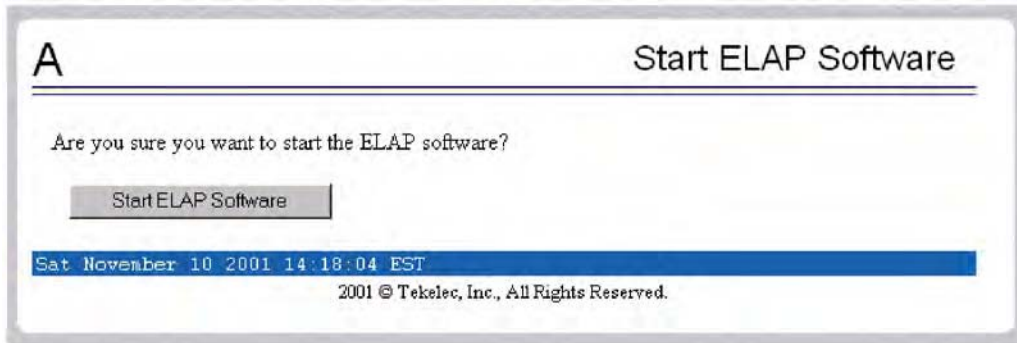 A
Start ELAP Software
Are you sure you want to start the ELAP software?
Start ELAP Software
Sat November 10 2001 14:18:04 EST
2001 © Tekelec, Inc., All Rights Reserved.